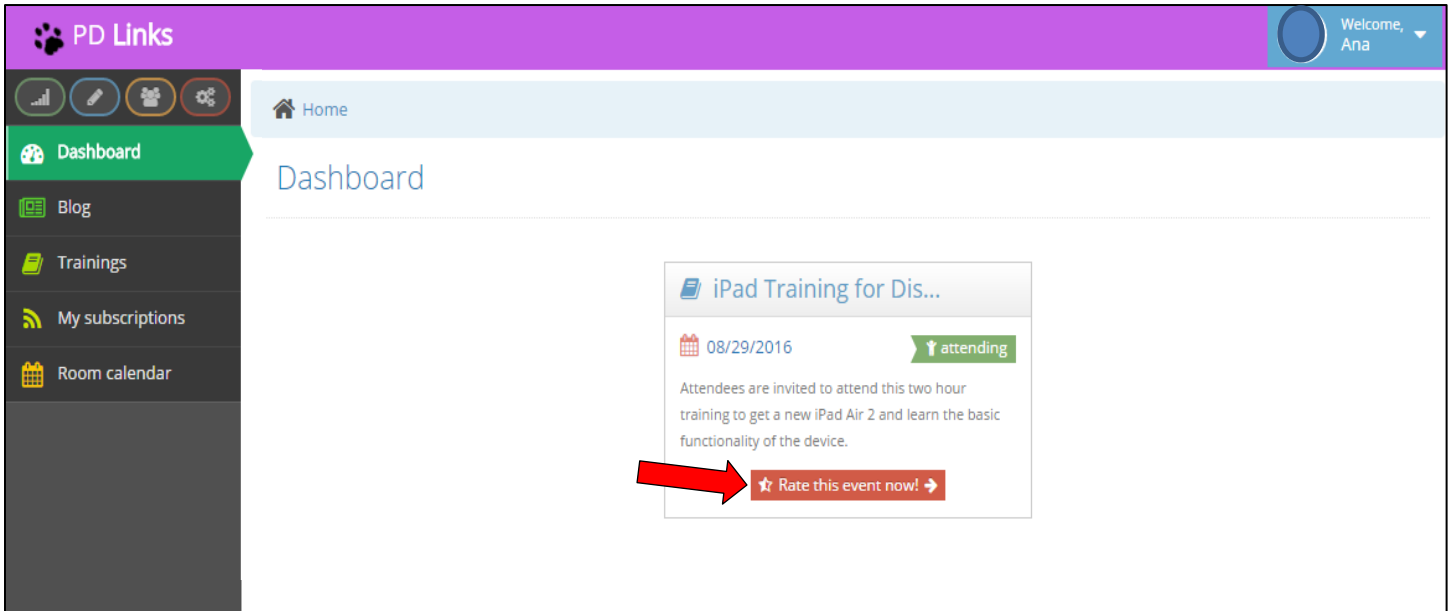 PD Links
Welcome,
Ana
Home
Dashboard
Dashboard
Blog
Trainings
My subscriptions
Room calendar
iPad Training for Dis...
08/29/2016
attending
Attendees are invited to attend this two hour
training to get a new iPad Air 2 and learn the basic
functionality of the device.
Rate this event now!